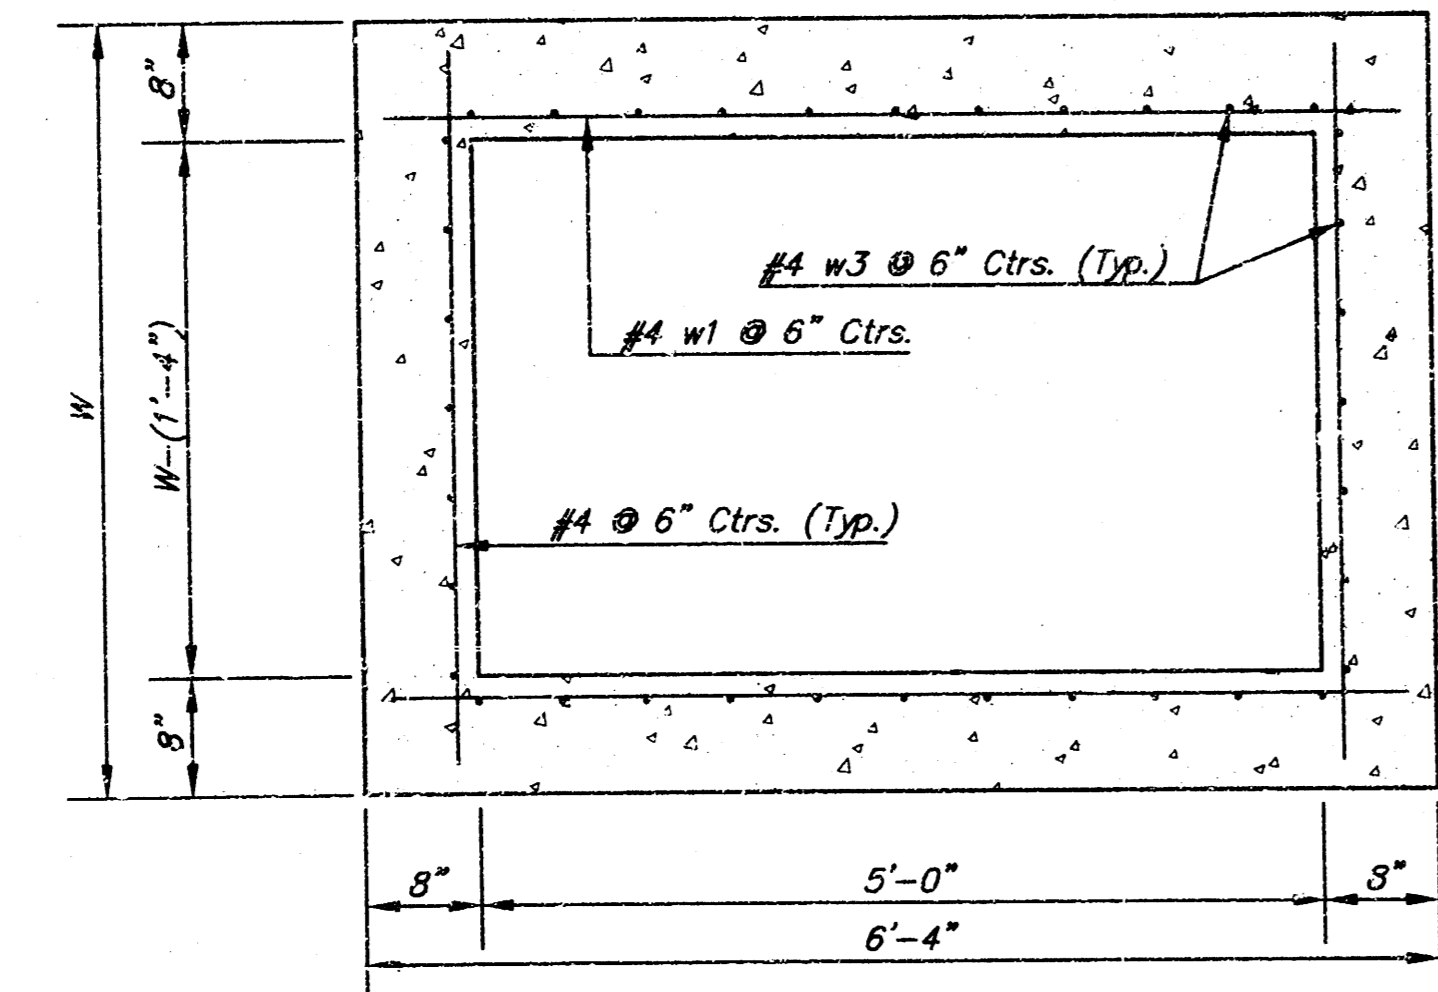 8"
W
W-(1'-4")
8"
#4 w3 @ 6" Ctrs. (Typ.)
#4 w1 @ 6" Ctrs.
#4 @ 6" Ctrs. (Typ.)
8"
5'-0"
8"
6'-4"